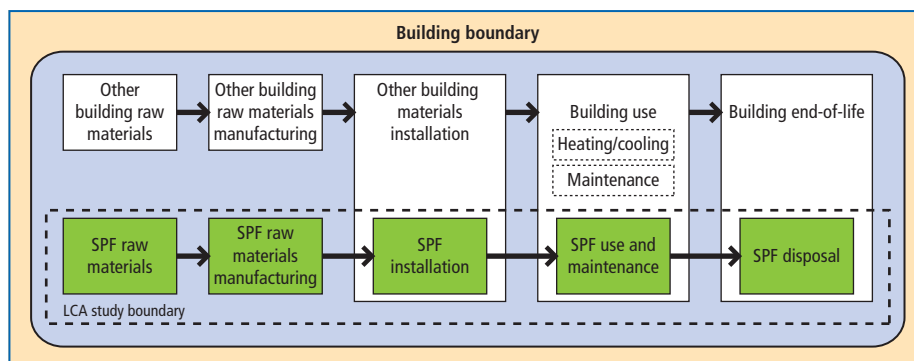 Building boundary
Other
building raw
materials
Other building
raw materials
manufacturing
Other building
materials
installation
Building use
Heating/cooling
Maintenance
Building end-of-life
SPF raw
materials
SPF raw
materials
manufacturing
SPF
installation
SPF use and
maintenance
SPF disposal
LCA study boundary